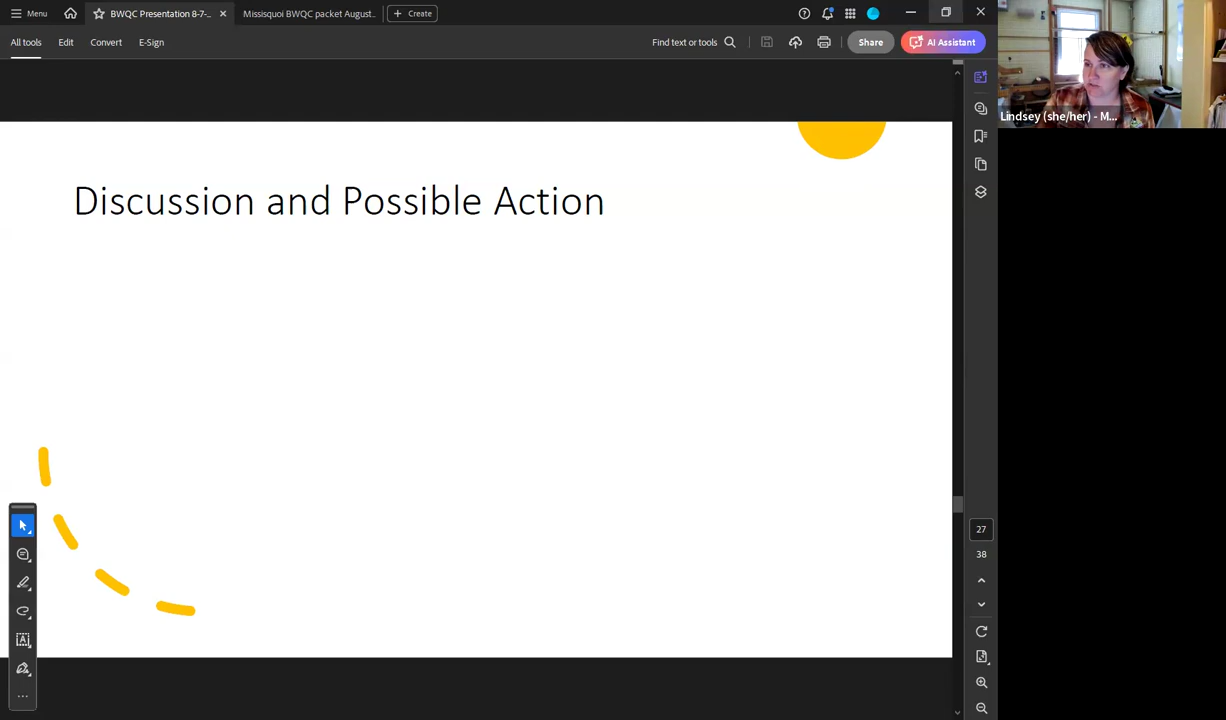 Menu
BWQC Presentation 8-7-...
Missisquoi BWQC packet August...
Create
All tools
Edit
Convert
E-Sign
Find text or tools
Share
AI Assistant
Lindsey (she/her) - M...
Discussion and Possible Action
27
38